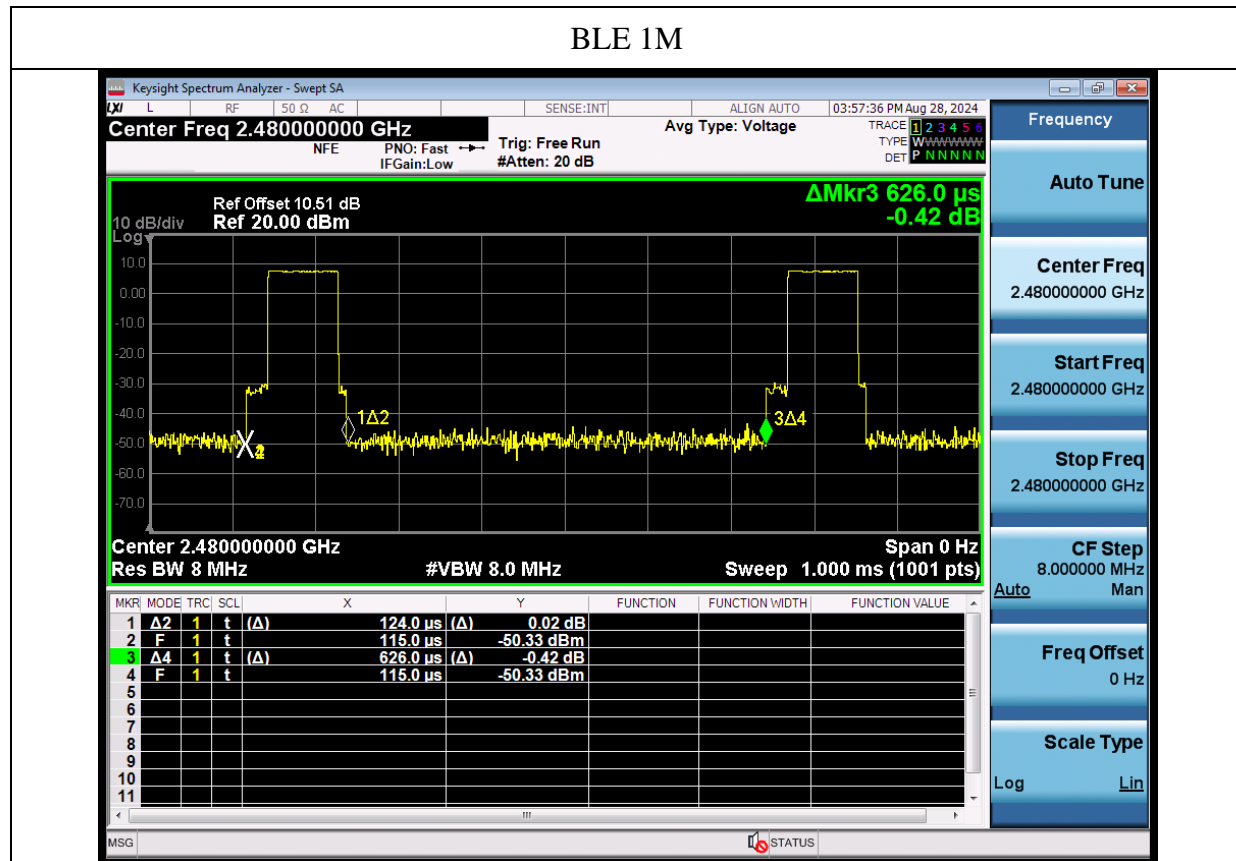 BLE 1M
Keysight Spectrum Analyzer - Swept SA
LXI L RF 50 Ω AC SENSE:INT ALIGN AUTO 03:57:36 PM Aug 28, 2024
Center Freq 2.480000000 GHz
NFE PNO: Fast Trig: Free Run Avg Type: Voltage TRACE 1 2 3 4 5 6
IFGain:Low #Atten: 20 dB TYPE WWWWWW
DET P N N N N N
Frequency
Auto Tune
Center Freq
2.480000000 GHz
Start Freq
2.480000000 GHz
Stop Freq
2.480000000 GHz
CF Step
8.000000 MHz
Auto Man
Freq Offset
0 Hz
Scale Type
Log Lin
ΔMkr3 626.0 µs
-0.42 dB
Ref Offset 10.51 dB
10 dB/div Ref 20.00 dBm
Log
10.0
0.00
-10.0
-20.0
-30.0
-40.0
-50.0
-60.0
-70.0
1Δ2
3Δ4
Center 2.480000000 GHz Span 0 Hz
Res BW 8 MHz #VBW 8.0 MHz Sweep 1.000 ms (1001 pts)
MKR MODE TRC SCL X Y FUNCTION FUNCTION WIDTH FUNCTION VALUE
1 Δ2 1 t (Δ) 124.0 µs (Δ) 0.02 dB
2 F 1 t 115.0 µs -50.33 dBm
3 Δ4 1 t (Δ) 626.0 µs (Δ) -0.42 dB
4 F 1 t 115.0 µs -50.33 dBm
5
6
7
8
9
10
11
MSG STATUS